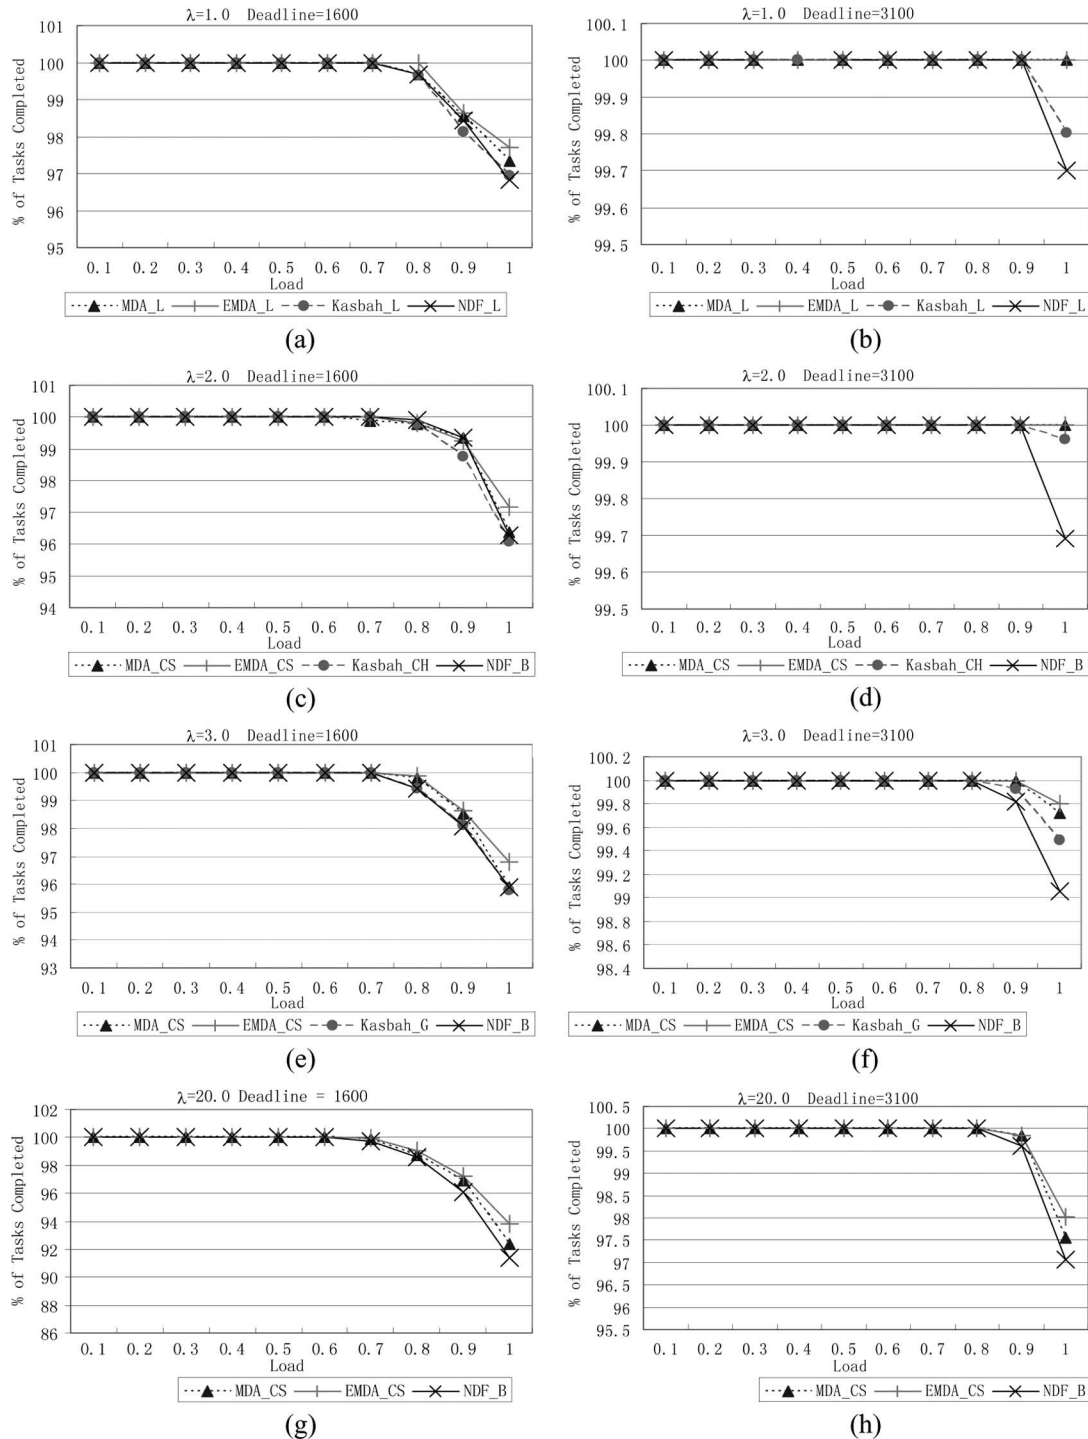 λ=1.0 Deadline=1600
% of Tasks Completed
101
100
99
98
97
96
95
0.1 0.2 0.3 0.4 0.5 0.6 0.7 0.8 0.9 1
Load
MDA_L EMDA_L Kasbah_L NDF_L
(a)
λ=1.0 Deadline=3100
% of Tasks Completed
100.1
100
99.9
99.8
99.7
99.6
99.5
0.1 0.2 0.3 0.4 0.5 0.6 0.7 0.8 0.9 1
Load
MDA_L EMDA_L Kasbah_L NDF_L
(b)
λ=2.0 Deadline=1600
% of Tasks Completed
101
100
99
98
97
96
95
94
0.1 0.2 0.3 0.4 0.5 0.6 0.7 0.8 0.9 1
Load
MDA_CS EMDA_CS Kasbah_CH NDF_B
(c)
λ=2.0 Deadline=3100
% of Tasks Completed
100.1
100
99.9
99.8
99.7
99.6
99.5
0.1 0.2 0.3 0.4 0.5 0.6 0.7 0.8 0.9 1
Load
MDA_CS EMDA_CS Kasbah_CH NDF_B
(d)
λ=3.0 Deadline=1600
% of Tasks Completed
101
100
99
98
97
96
95
94
93
0.1 0.2 0.3 0.4 0.5 0.6 0.7 0.8 0.9 1
Load
MDA_CS EMDA_CS Kasbah_G NDF_B
(e)
λ=3.0 Deadline=3100
% of Tasks Completed
100.2
100
99.8
99.6
99.4
99.2
99
98.8
98.6
98.4
0.1 0.2 0.3 0.4 0.5 0.6 0.7 0.8 0.9 1
Load
MDA_CS EMDA_CS Kasbah_G NDF_B
(f)
λ=20.0 Deadline = 1600
% of Tasks Completed
102
100
98
96
94
92
90
88
86
0.1 0.2 0.3 0.4 0.5 0.6 0.7 0.8 0.9 1
Load
MDA_CS EMDA_CS NDF_B
(g)
λ=20.0 Deadline=3100
% of Tasks Completed
100.5
100
99.5
99
98.5
98
97.5
97
96.5
96
95.5
0.1 0.2 0.3 0.4 0.5 0.6 0.7 0.8 0.9 1
Load
MDA_CS EMDA_CS NDF_B
(h)